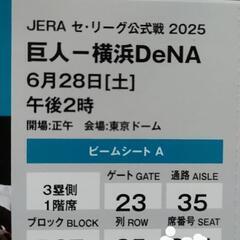 JERA セ・リーグ公式戦 2025
巨人ー横浜DeNA
6月28日[土]
午後2時
開場:正午　会場:東京ドーム
ビームシート A
3塁側
1階席
ゲート GATE
23
通路 AISLE
35
ブロック BLOCK
列 ROW
席番号 SEAT